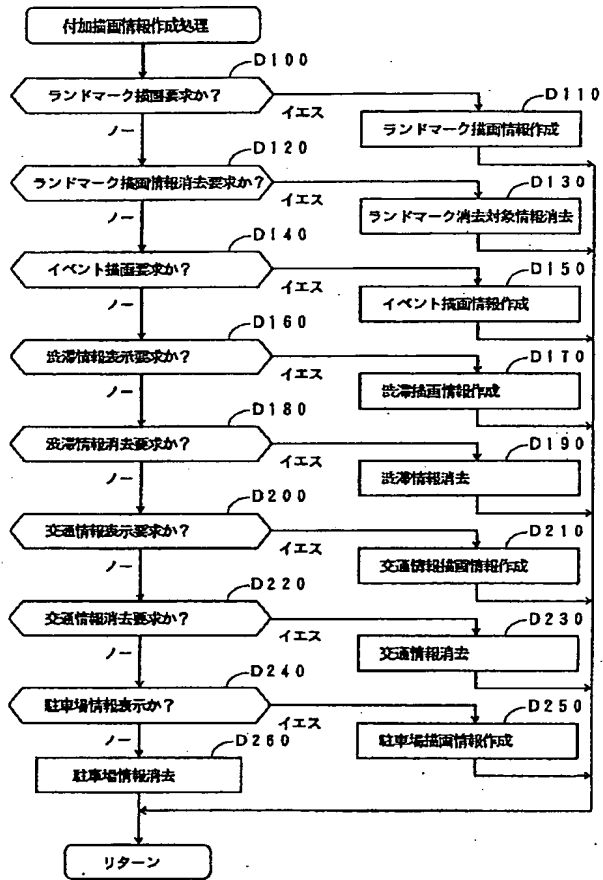 付加描画情報作成処理
D100
ランドマーク描画要求か?
イエス
D110
ランドマーク描画情報作成
ノー
D120
ランドマーク描画情報消去要求か?
イエス
D130
ランドマーク消去対象情報消去
ノー
D140
イベント描画要求か?
イエス
D150
イベント描画情報作成
ノー
D160
渋滞情報表示要求か?
イエス
D170
渋滞描画情報作成
ノー
D180
渋滞情報消去要求か?
イエス
D190
渋滞情報消去
ノー
D200
交通情報表示要求か?
イエス
D210
交通情報描画情報作成
ノー
D220
交通情報消去要求か?
イエス
D230
交通情報消去
ノー
D240
駐車場情報表示か?
イエス
D250
駐車場描画情報作成
ノー
D260
駐車場情報消去
リターン